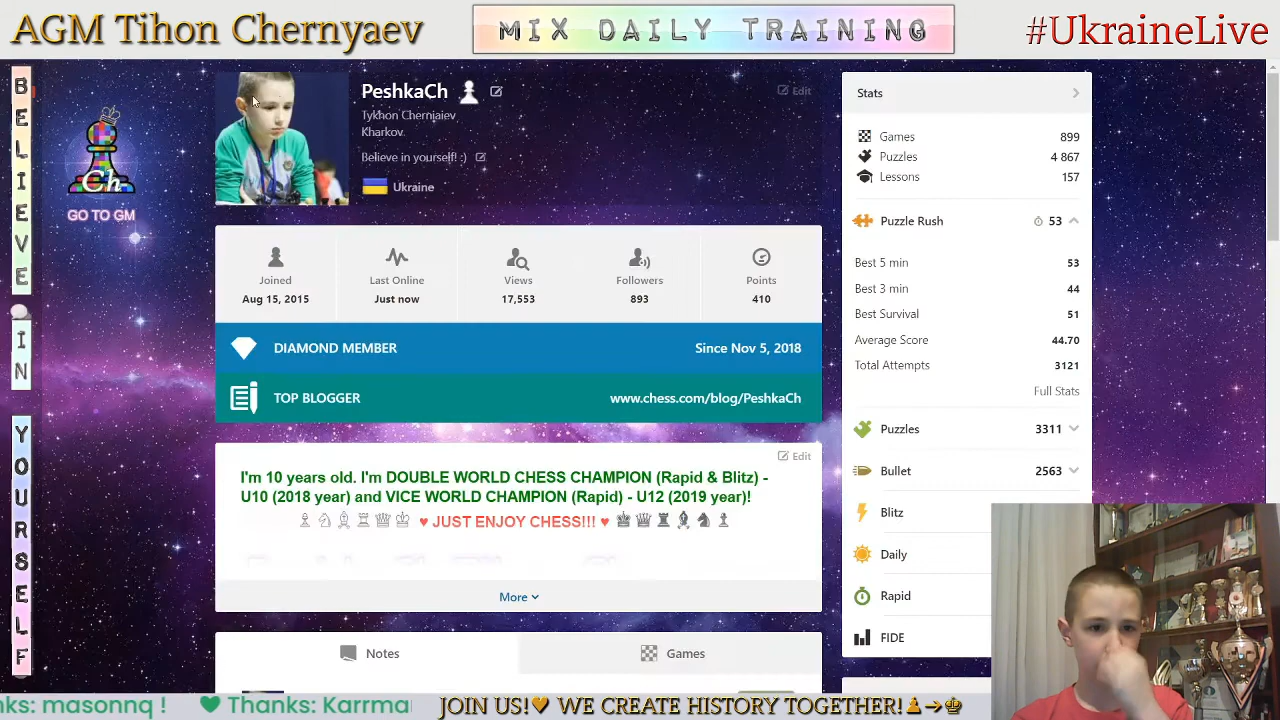 AGM Tihon Chernyaev
MIX DAILY TRAINING
#UkraineLive
BELIEVE
IN
YOURSELF
Ch
GO TO GM
PeshkaCh
Tykhon Cherniaiev
Kharkov
Believe in yourself! :)
Ukraine
Edit
Joined
Aug 15, 2015
Last Online
Just now
Views
17,553
Followers
893
Points
410
DIAMOND MEMBER Since Nov 5, 2018
TOP BLOGGER www.chess.com/blog/PeshkaCh
Edit
I'm 10 years old. I'm DOUBLE WORLD CHESS CHAMPION (Rapid & Blitz) -
U10 (2018 year) and VICE WORLD CHAMPION (Rapid) - U12 (2019 year)!
♗ ♘ ♗ ♖ ♕ ♔ ♥ JUST ENJOY CHESS!!! ♥ ♚ ♛ ♜ ♝ ♞ ♝
More
Notes
Games
Stats
Games 899
Puzzles 4 867
Lessons 157
Puzzle Rush 53
Best 5 min 53
Best 3 min 44
Best Survival 51
Average Score 44.70
Total Attempts 3121
Full Stats
Puzzles 3311
Bullet 2563
Blitz
Daily
Rapid
FIDE
nks: masonnq ! ♥ Thanks: Karrma
JOIN US!♥ WE CREATE HISTORY TOGETHER!♟→♚